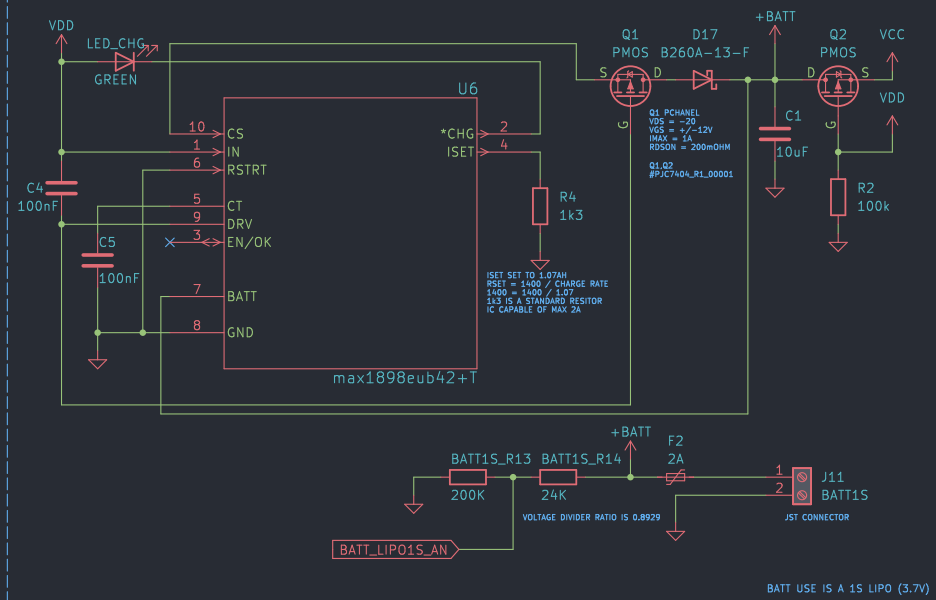 VDD
LED_CHG
GREEN
U6
10
CS
1
IN
6
RSTRT
5
CT
9
DRV
3
EN/OK
7
BATT
8
GND
*CHG
2
ISET
4
max1898eub42+T
C4
100nF
C5
100nF
R4
1k3
ISET SET TO 1.07AH
RSET = 1400 / CHARGE RATE
1400 = 1400 / 1.07
1k3 IS A STANDARD RESITOR
IC CAPABLE OF MAX 2A
Q1
PMOS
S
D
G
Q1 PCHANEL
VDS = -20
VGS = +/-12V
IMAX = 1A
RDSON = 200mOHM
Q1,Q2
#PJC7404_R1_00001
D17
B260A-13-F
+BATT
C1
10uF
Q2
PMOS
D
S
G
VCC
VDD
R2
100k
+BATT
BATT1S_R13
200K
BATT1S_R14
24K
F2
2A
1
2
J11
BATT1S
VOLTAGE DIVIDER RATIO IS 0.8929
JST CONNECTOR
BATT_LIPO1S_AN
BATT USE IS A 1S LIPO (3.7V)